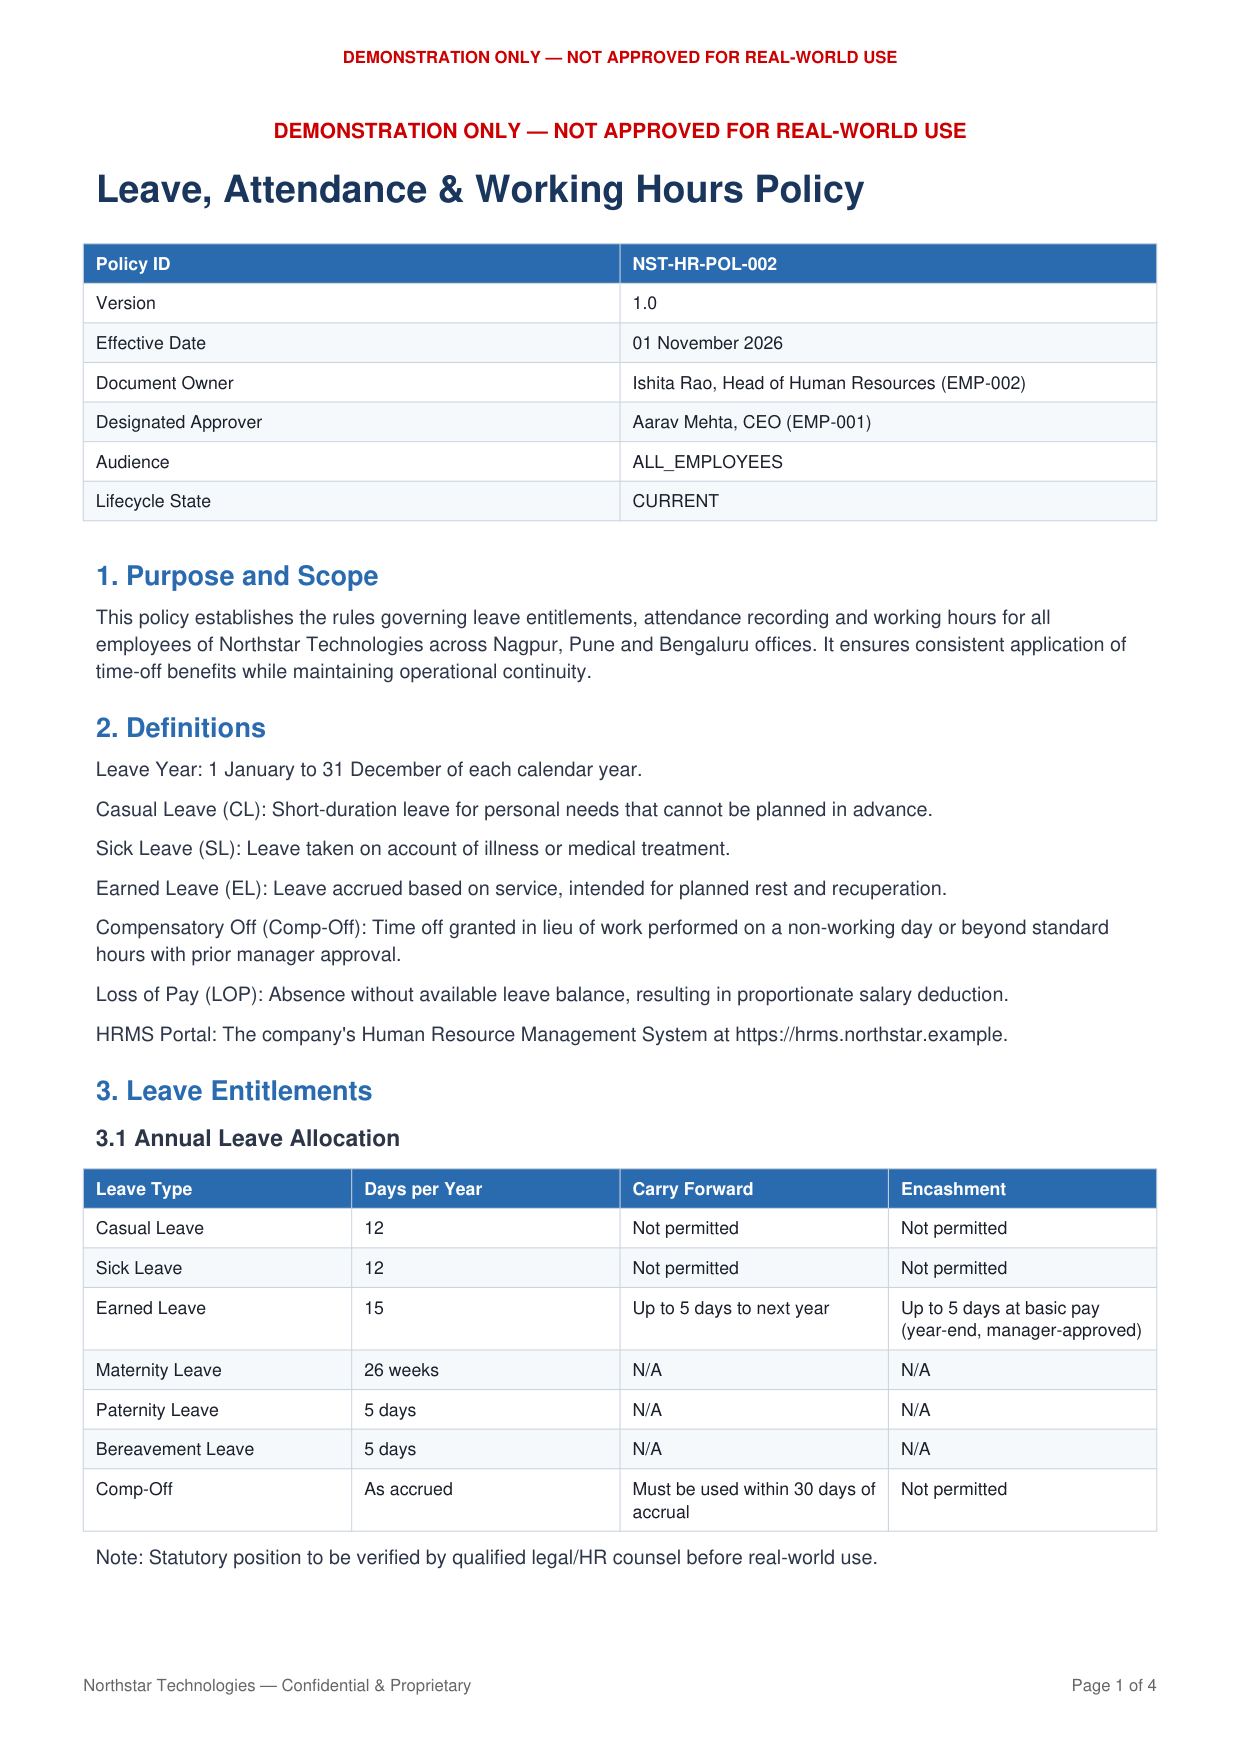 DEMONSTRATION ONLY — NOT APPROVED FOR REAL-WORLD USE
DEMONSTRATION ONLY — NOT APPROVED FOR REAL-WORLD USE
Leave, Attendance & Working Hours Policy
Policy ID NST-HR-POL-002
Version 1.0
Effective Date 01 November 2026
Document Owner Ishita Rao, Head of Human Resources (EMP-002)
Designated Approver Aarav Mehta, CEO (EMP-001)
Audience ALL_EMPLOYEES
Lifecycle State CURRENT
1. Purpose and Scope
This policy establishes the rules governing leave entitlements, attendance recording and working hours for all
employees of Northstar Technologies across Nagpur, Pune and Bengaluru offices. It ensures consistent application of
time-off benefits while maintaining operational continuity.
2. Definitions
Leave Year: 1 January to 31 December of each calendar year.
Casual Leave (CL): Short-duration leave for personal needs that cannot be planned in advance.
Sick Leave (SL): Leave taken on account of illness or medical treatment.
Earned Leave (EL): Leave accrued based on service, intended for planned rest and recuperation.
Compensatory Off (Comp-Off): Time off granted in lieu of work performed on a non-working day or beyond standard
hours with prior manager approval.
Loss of Pay (LOP): Absence without available leave balance, resulting in proportionate salary deduction.
HRMS Portal: The company's Human Resource Management System at https://hrms.northstar.example.
3. Leave Entitlements
3.1 Annual Leave Allocation
Leave Type Days per Year Carry Forward Encashment
Casual Leave 12 Not permitted Not permitted
Sick Leave 12 Not permitted Not permitted
Earned Leave 15 Up to 5 days to next year Up to 5 days at basic pay
(year-end, manager-approved)
Maternity Leave 26 weeks N/A N/A
Paternity Leave 5 days N/A N/A
Bereavement Leave 5 days N/A N/A
Comp-Off As accrued Must be used within 30 days of Not permitted
accrual
Note: Statutory position to be verified by qualified legal/HR counsel before real-world use.
Northstar Technologies — Confidential & Proprietary Page 1 of 4